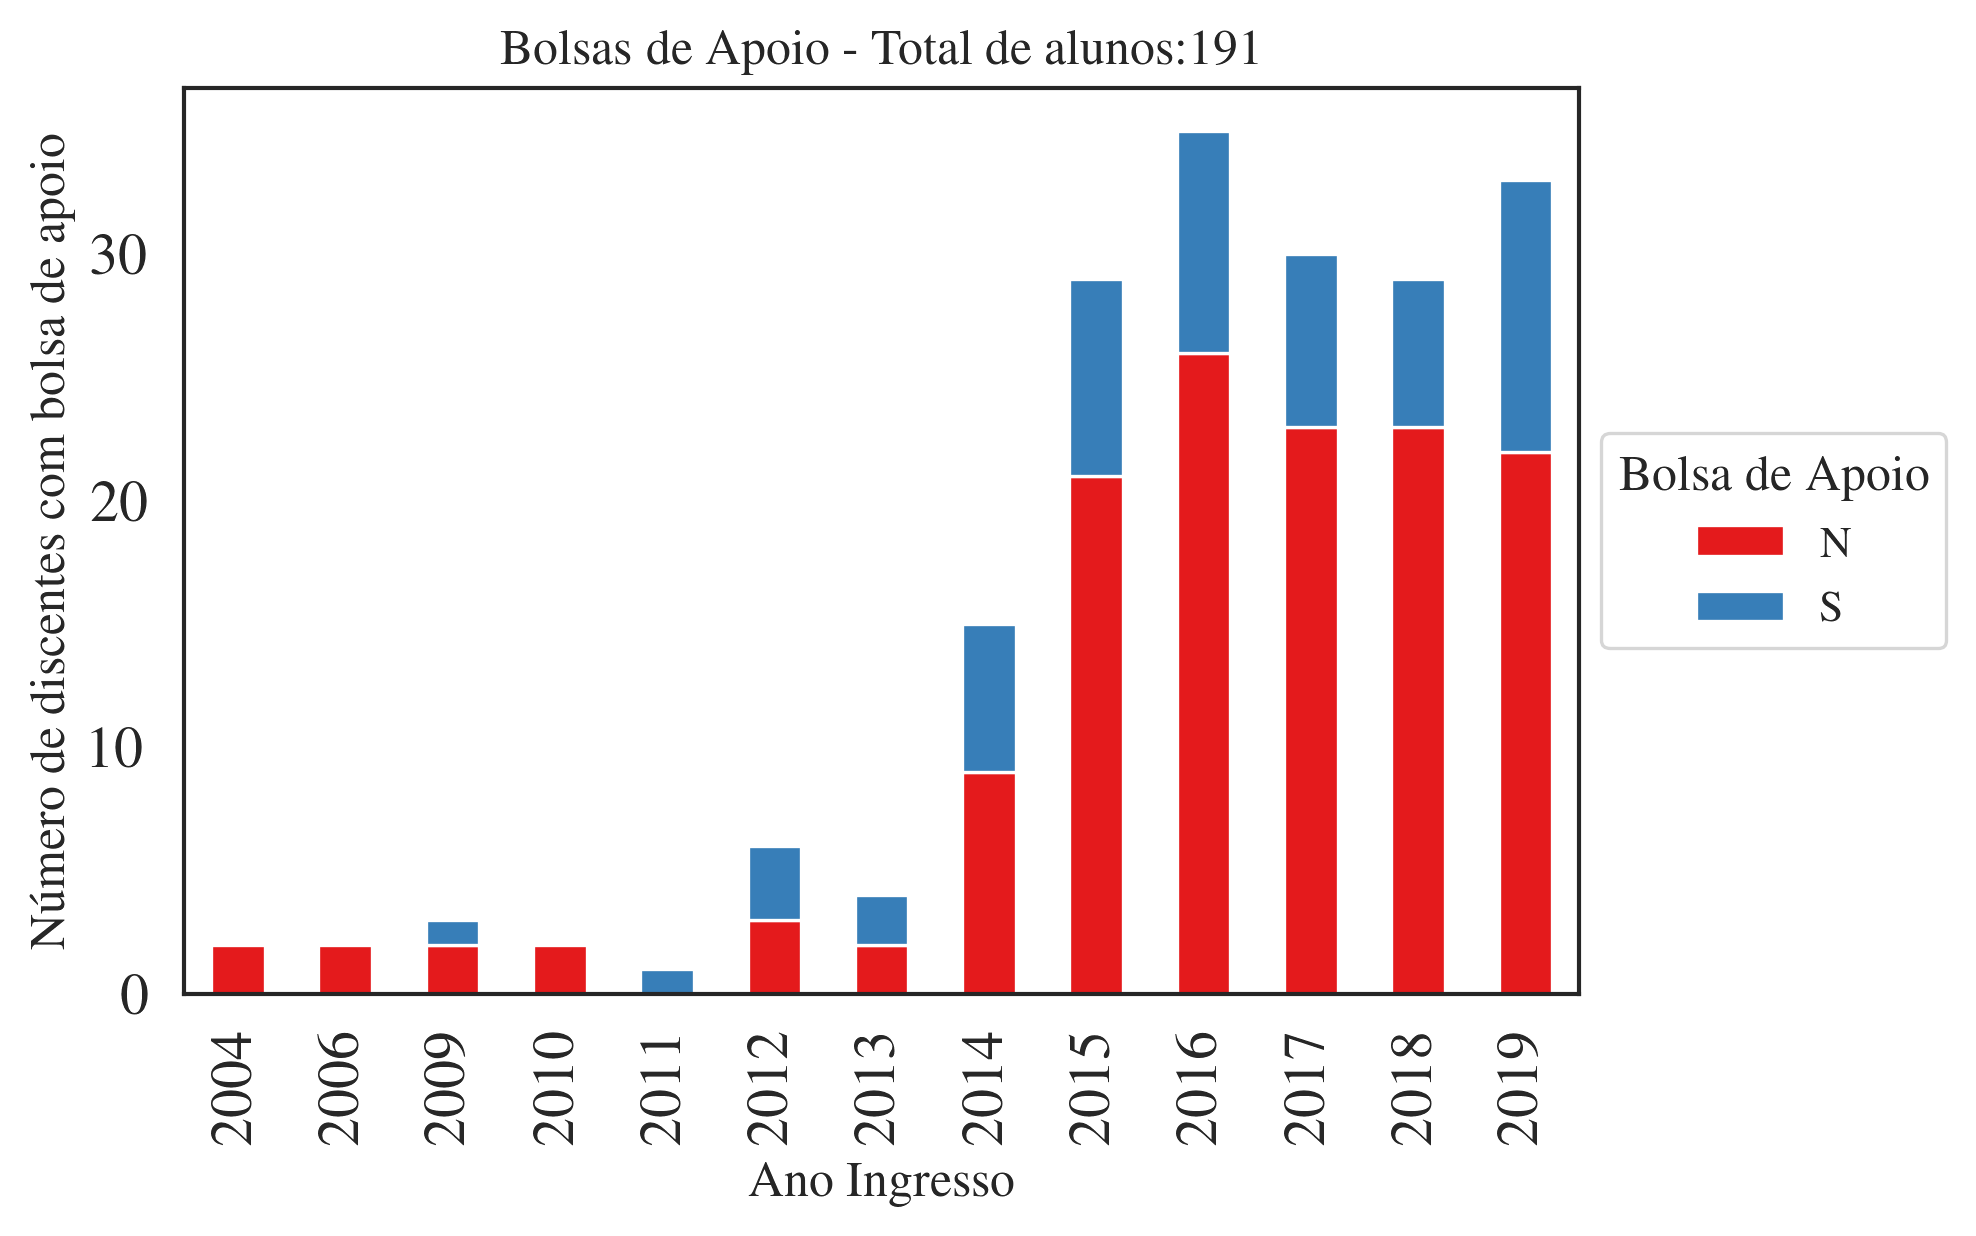 Bolsas de Apoio - Total de alunos:191
Número de discentes com bolsa de apoio
30
20
10
0
2004
2006
2009
2010
2011
2012
2013
2014
2015
2016
2017
2018
2019
Ano Ingresso
Bolsa de Apoio
N
S